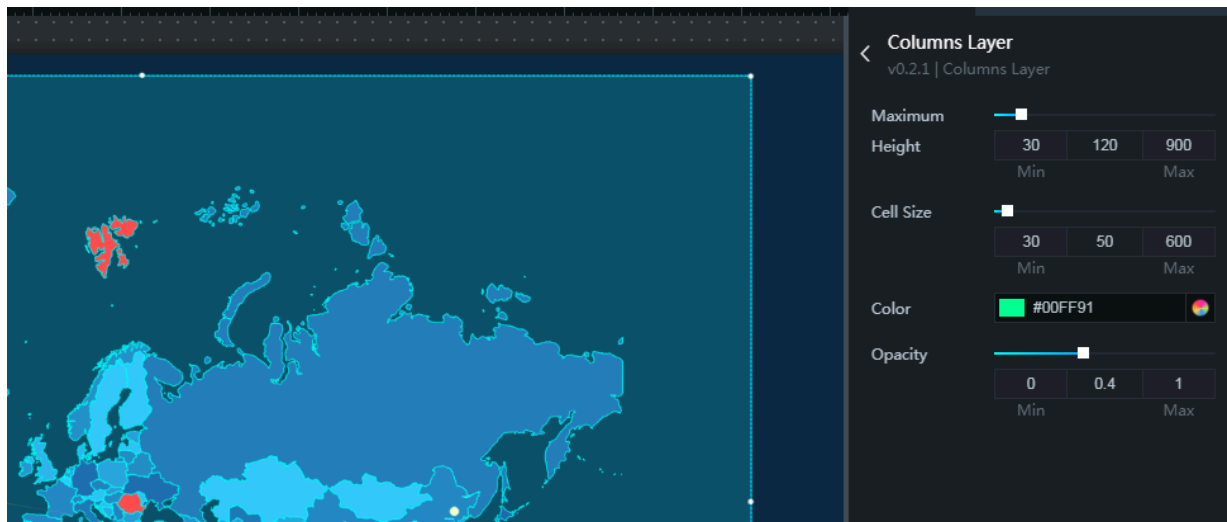 Columns Layer
v0.2.1 | Columns Layer
Maximum
Height
30 120 900
Min Max
Cell Size
30 50 600
Min Max
Color #00FF91
Opacity
0 0.4 1
Min Max